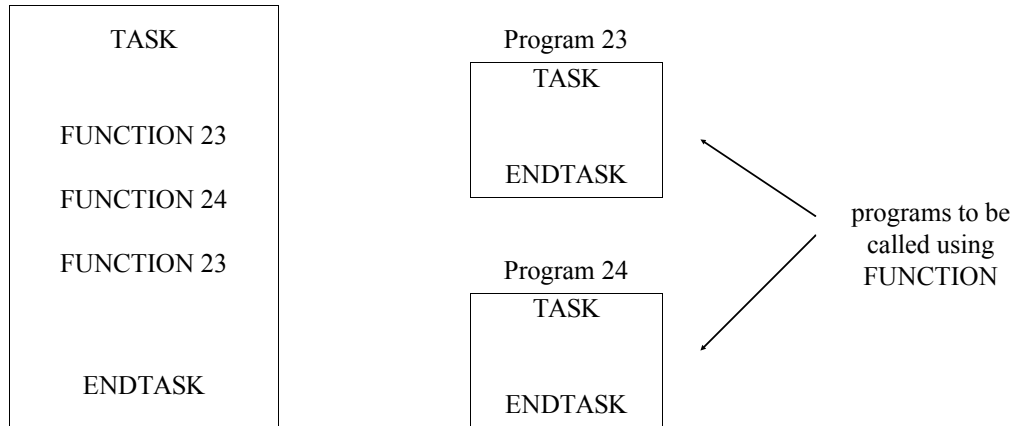 TASK
FUNCTION 23
FUNCTION 24
FUNCTION 23
ENDTASK
Program 23
TASK
ENDTASK
Program 24
TASK
ENDTASK
programs to be
called using
FUNCTION